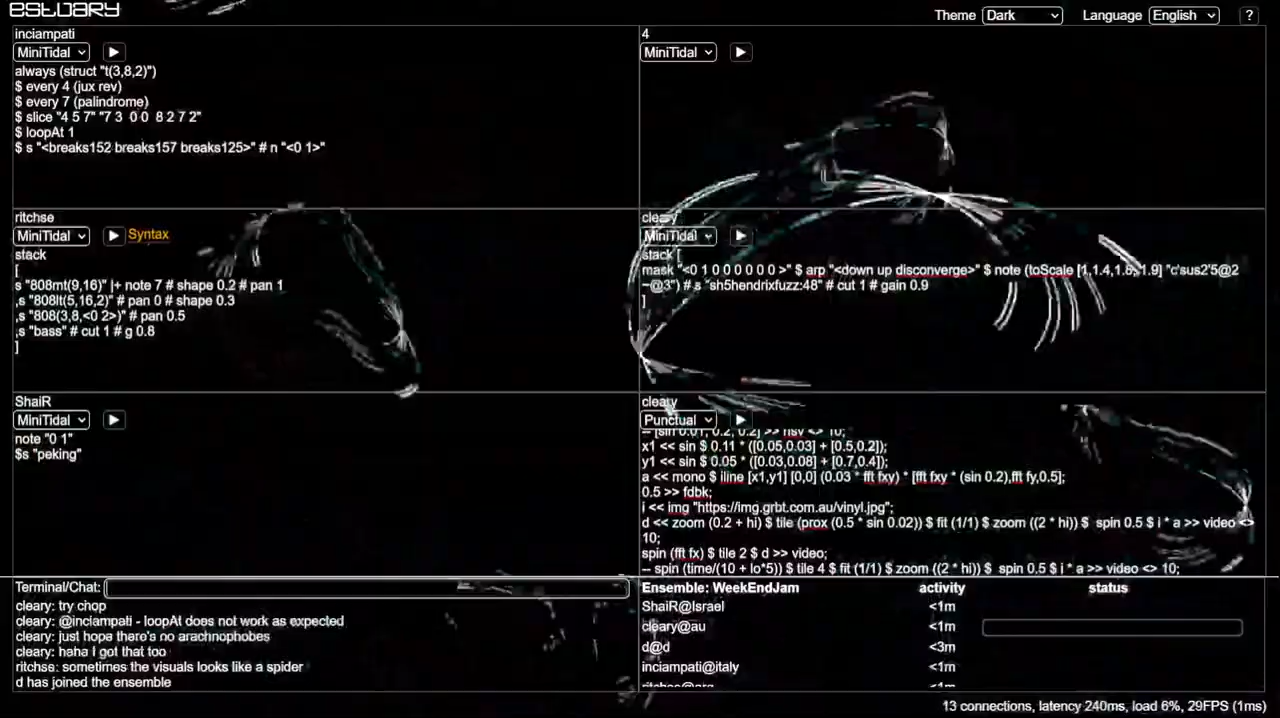 ESTUARY
Theme Dark Language English ?
inciampati
MiniTidal
always (struct "t(3,8,2)")
$ every 4 (jux rev)
$ every 7 (palindrome)
$ slice "4 5 7" "7 3 0 0 8 2 7 2"
$ loopAt 1
$ s "<breaks152 breaks157 breaks125>" # n "<0 1>"
4
MiniTidal
ritchse
MiniTidal Syntax
stack
[
s "808mt(9,16)" |+ note 7 # shape 0.2 # pan 1
,s "808lt(5,16,2)" # pan 0 # shape 0.3
,s "808(3,8,<0 2>)" # pan 0.5
,s "bass" # cut 1 # g 0.8
]
cleary
MiniTidal
stack [
mask "<0 1 0 0 0 0 0 0 >" $ arp "<down up disconverge>" $ note (toScale [1,1.4,1.8,1.9] "c'sus2'5@2
~@3") # s "sh5hendrixfuzz:48" # cut 1 # gain 0.9
]
ShaiR
MiniTidal
note "0 1"
$s "peking"
cleary
Punctual
-- [sin 0.01, 0.2, 0.2] >> hsv <> 10;
x1 << sin $ 0.11 * ([0.05,0.03] + [0.5,0.2]);
y1 << sin $ 0.05 * ([0.03,0.08] + [0.7,0.4]);
a << mono $ iline [x1,y1] [0,0] (0.03 * fft fxy) * [fft fxy * (sin 0.2),fft fy,0.5];
0.5 >> fdbk;
i << img "https://img.grbt.com.au/vinyl.jpg";
d << zoom (0.2 + hi) $ tile (prox (0.5 * sin 0.02)) $ fit (1/1) $ zoom ((2 * hi)) $ spin 0.5 $ i * a >> video <>
10;
spin (fft fx) $ tile 2 $ d >> video;
-- spin (time/(10 + lo*5)) $ tile 4 $ fit (1/1) $ zoom ((2 * hi)) $ spin 0.5 $ i * a >> video <> 10;
Terminal/Chat:
cleary: try chop
cleary: @inciampati - loopAt does not work as expected
cleary: just hope there's no arachnophobes
cleary: haha I got that too
ritchse: sometimes the visuals looks like a spider
d has joined the ensemble
Ensemble: WeekEndJam activity status
ShaiR@Israel <1m
cleary@au <1m
d@d <3m
inciampati@italy <1m
ritchse@arg <1m
13 connections, latency 240ms, load 6%, 29FPS (1ms)